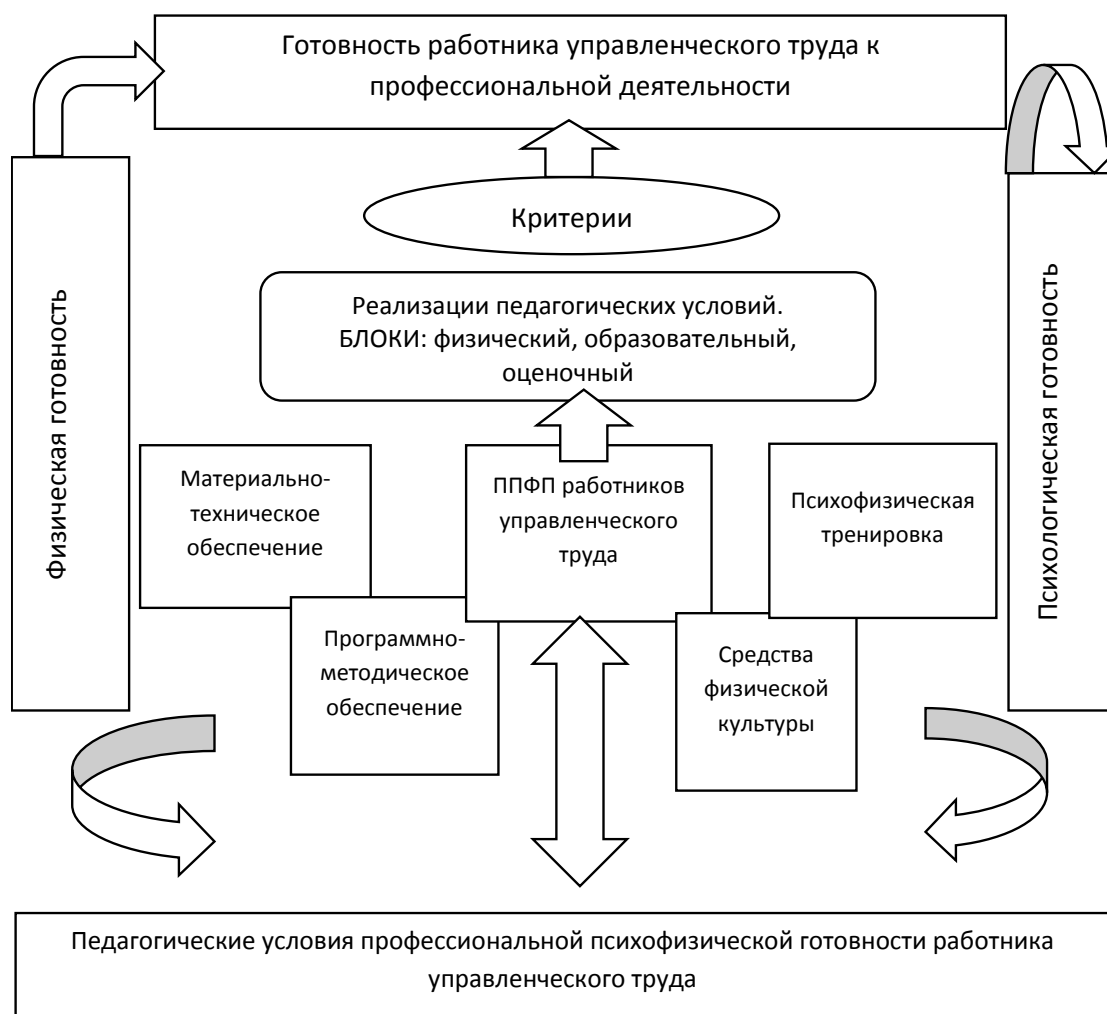 Готовность работника управленческого труда к
профессиональной деятельности
Критерии
Реализации педагогических условий.
БЛОКИ: физический, образовательный,
оценочный
Физическая готовность
Психологическая готовность
Материально-
техническое
обеспечение
ППФП работников
управленческого
труда
Психофизическая
тренировка
Программно-
методическое
обеспечение
Средства
физической
культуры
Педагогические условия профессиональной психофизической готовности работника
управленческого труда